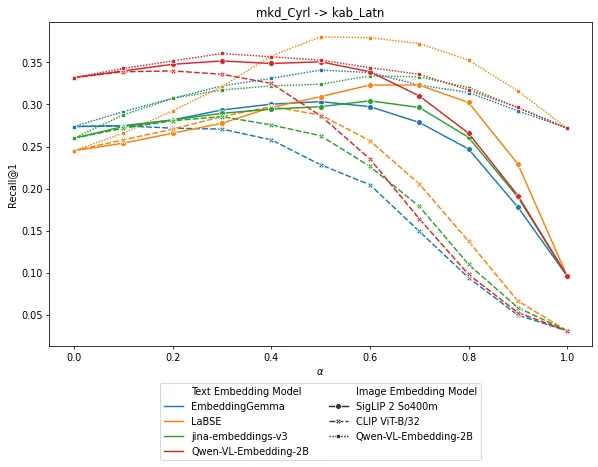 mkd_Cyrl -> kab_Latn
Recall@1
0.35
0.30
0.25
0.20
0.15
0.10
0.05
0.0 0.2 0.4 0.6 0.8 1.0
α
Text Embedding Model
EmbeddingGemma
LaBSE
jina-embeddings-v3
Qwen-VL-Embedding-2B
Image Embedding Model
SigLIP 2 So400m
CLIP ViT-B/32
Qwen-VL-Embedding-2B